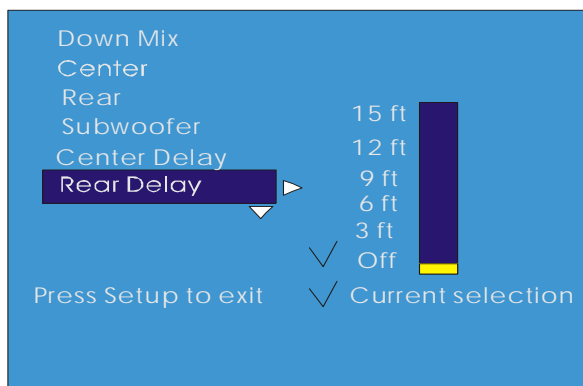 Down Mix
Center
Rear
Subwoofer
Center Delay
Rear Delay
15 ft
12 ft
9 ft
6 ft
3 ft
Off
Press Setup to exit
Current selection